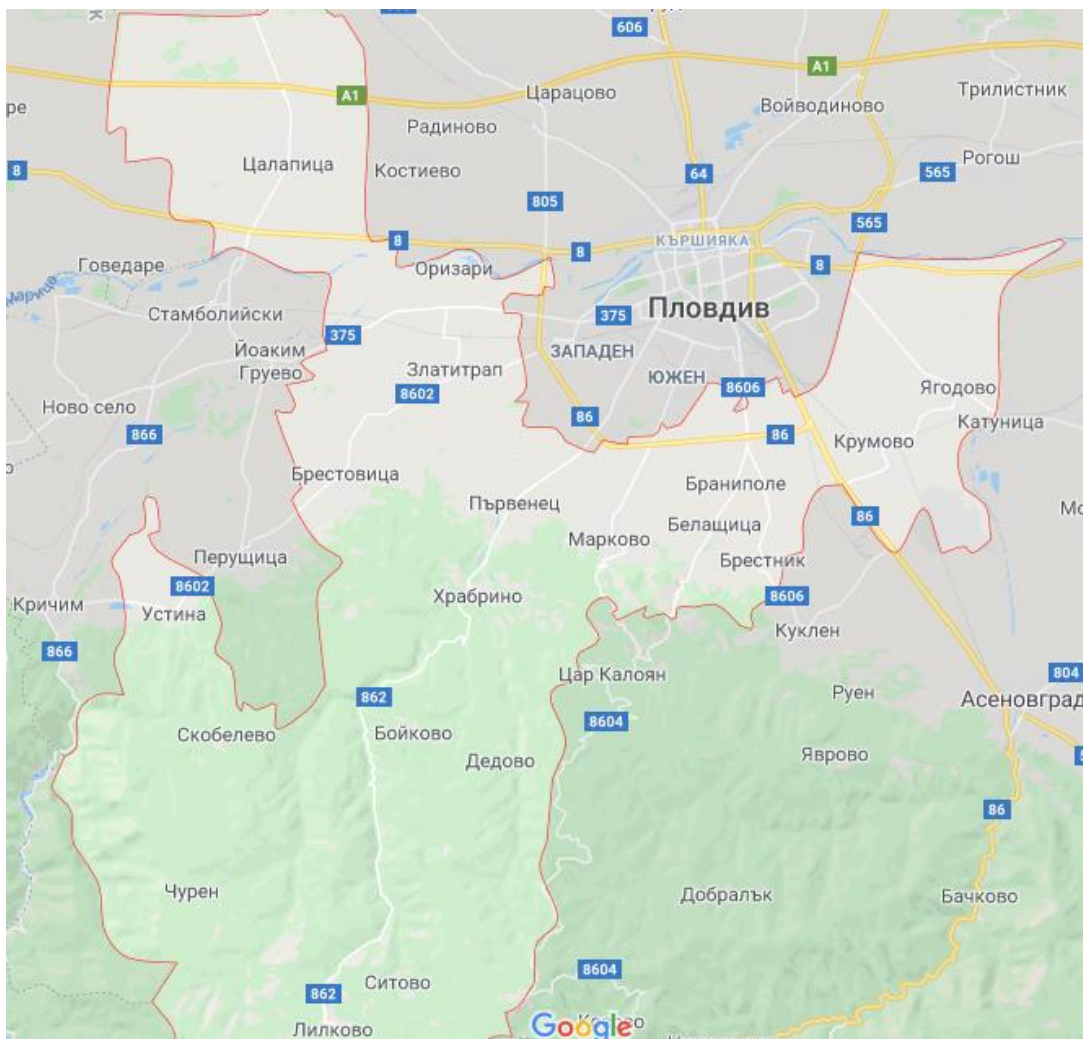 606
A1
Царацово
Войводиново
Трилистник
A1
ре
Радиново
Рогош
8
Цалапица
Костиево
64
565
805
565
КЪРШИЯКА
8
8
8
Говедаре
Оризари
Марица
Стамболийски
Пловдив
375
375
Йоаким
Груево
ЗАПАДЕН
Златитрап
ЮЖЕН
8606
Ягодово
8602
Ново село
86
Катуница
866
86
Крумово
Брестовица
Браниполе
Първенец
86
Белащица
Марково
Перущица
Брестник
8602
Храбрино
8606
Кричим
Устина
Куклен
866
Цар Калоян
804
862
Руен
Асеновград
8604
Скобелево
Бойково
Дедово
Яврово
86
Чурен
Добралък
Бачково
8604
Ситово
862
Лилково
Google